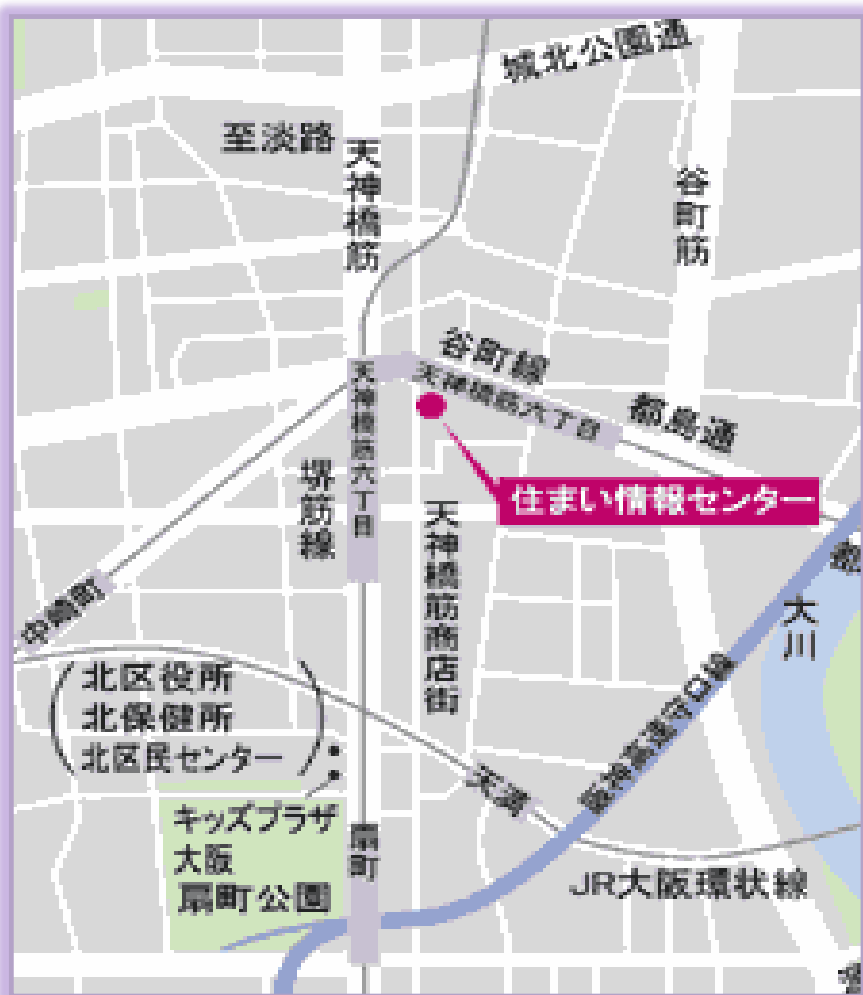 城北公園通
至淡路
天神橋筋
谷町筋
谷町線
天神橋筋六丁目
都島通
天神橋筋六丁目
堺筋線
住まい情報センター
天神橋筋商店街
中崎町
大川
北区役所
北保健所
北区民センター
阪神高速守口線
天満
キッズプラザ
大阪
扇町公園
扇町
JR大阪環状線